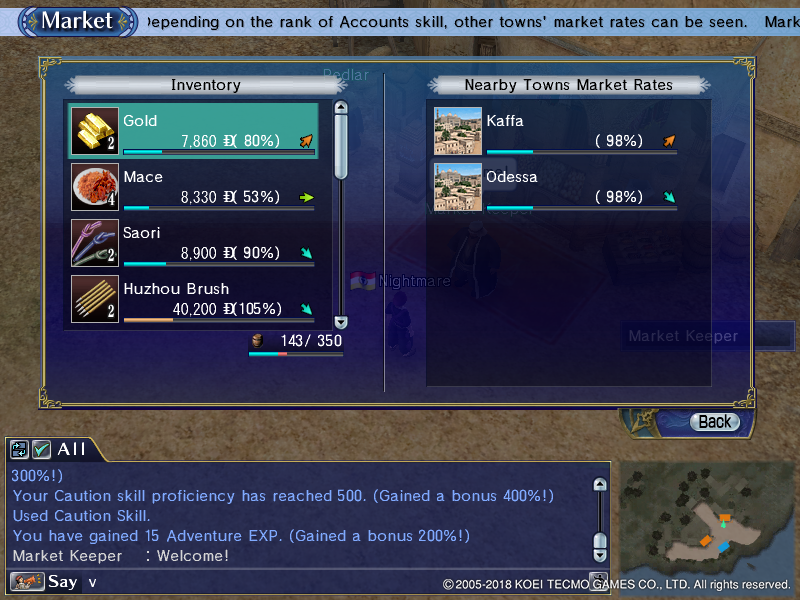 Market
Depending on the rank of Accounts skill, other towns' market rates can be seen.
Mark
Pedlar
Inventory
Nearby Towns Market Rates
Gold
2
7,860 D( 80%)
Mace
4
8,330 D( 53%)
Saori
2
8,900 D( 90%)
Huzhou Brush
2
40,200 D(105%)
143/ 350
Kaffa
( 98%)
Odessa
( 98%)
Market Keeper
Nightmare
Market Keeper
Back
All
300%!)
Your Caution skill proficiency has reached 500. (Gained a bonus 400%!)
Used Caution Skill.
You have gained 15 Adventure EXP. (Gained a bonus 200%!)
Market Keeper : Welcome!
Say v
©2005-2018 KOEI TECMO GAMES CO., LTD. All rights reserved.